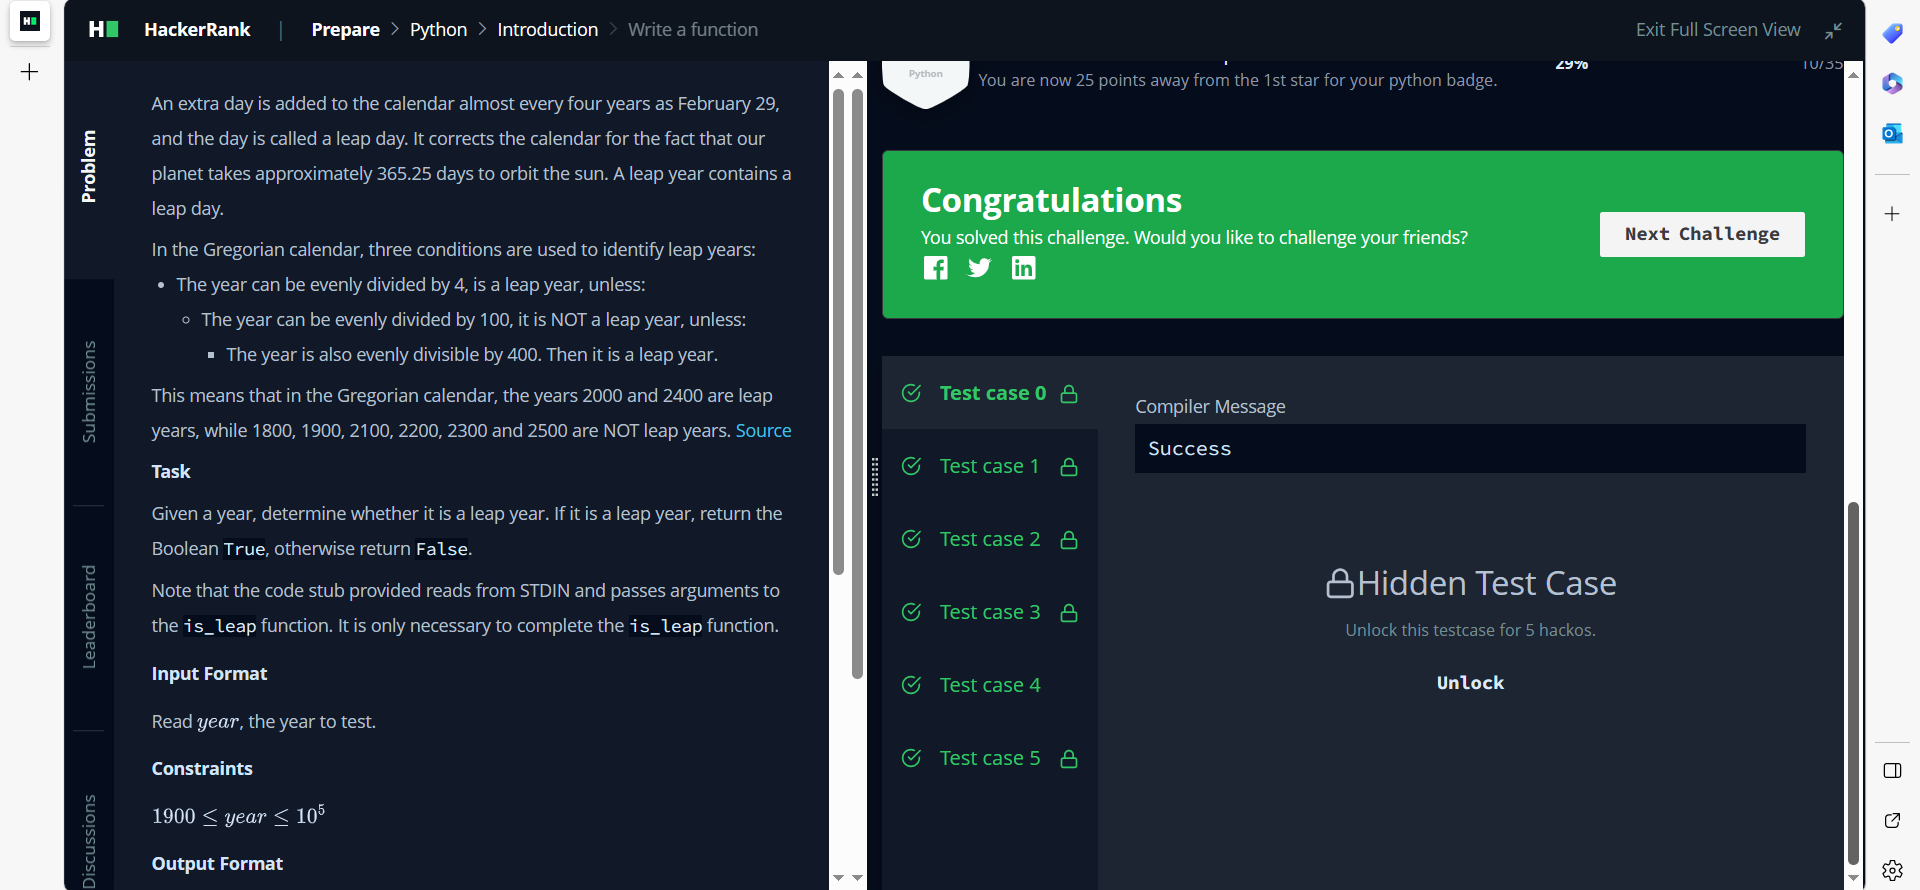 HackerRank | Prepare > Python > Introduction > Write a function
Exit Full Screen View
Problem
Submissions
Leaderboard
Discussions
An extra day is added to the calendar almost every four years as February 29,
and the day is called a leap day. It corrects the calendar for the fact that our
planet takes approximately 365.25 days to orbit the sun. A leap year contains a
leap day.
In the Gregorian calendar, three conditions are used to identify leap years:
• The year can be evenly divided by 4, is a leap year, unless:
◦ The year can be evenly divided by 100, it is NOT a leap year, unless:
▪ The year is also evenly divisible by 400. Then it is a leap year.
This means that in the Gregorian calendar, the years 2000 and 2400 are leap
years, while 1800, 1900, 2100, 2200, 2300 and 2500 are NOT leap years. Source
Task
Given a year, determine whether it is a leap year. If it is a leap year, return the
Boolean True, otherwise return False.
Note that the code stub provided reads from STDIN and passes arguments to
the is_leap function. It is only necessary to complete the is_leap function.
Input Format
Read year, the year to test.
Constraints
1900 ≤ year ≤ 10⁵
Output Format
Python
You are now 25 points away from the 1st star for your python badge.
29%
10/35
Congratulations
You solved this challenge. Would you like to challenge your friends?
Next Challenge
Test case 0
Test case 1
Test case 2
Test case 3
Test case 4
Test case 5
Compiler Message
Success
Hidden Test Case
Unlock this testcase for 5 hackos.
Unlock